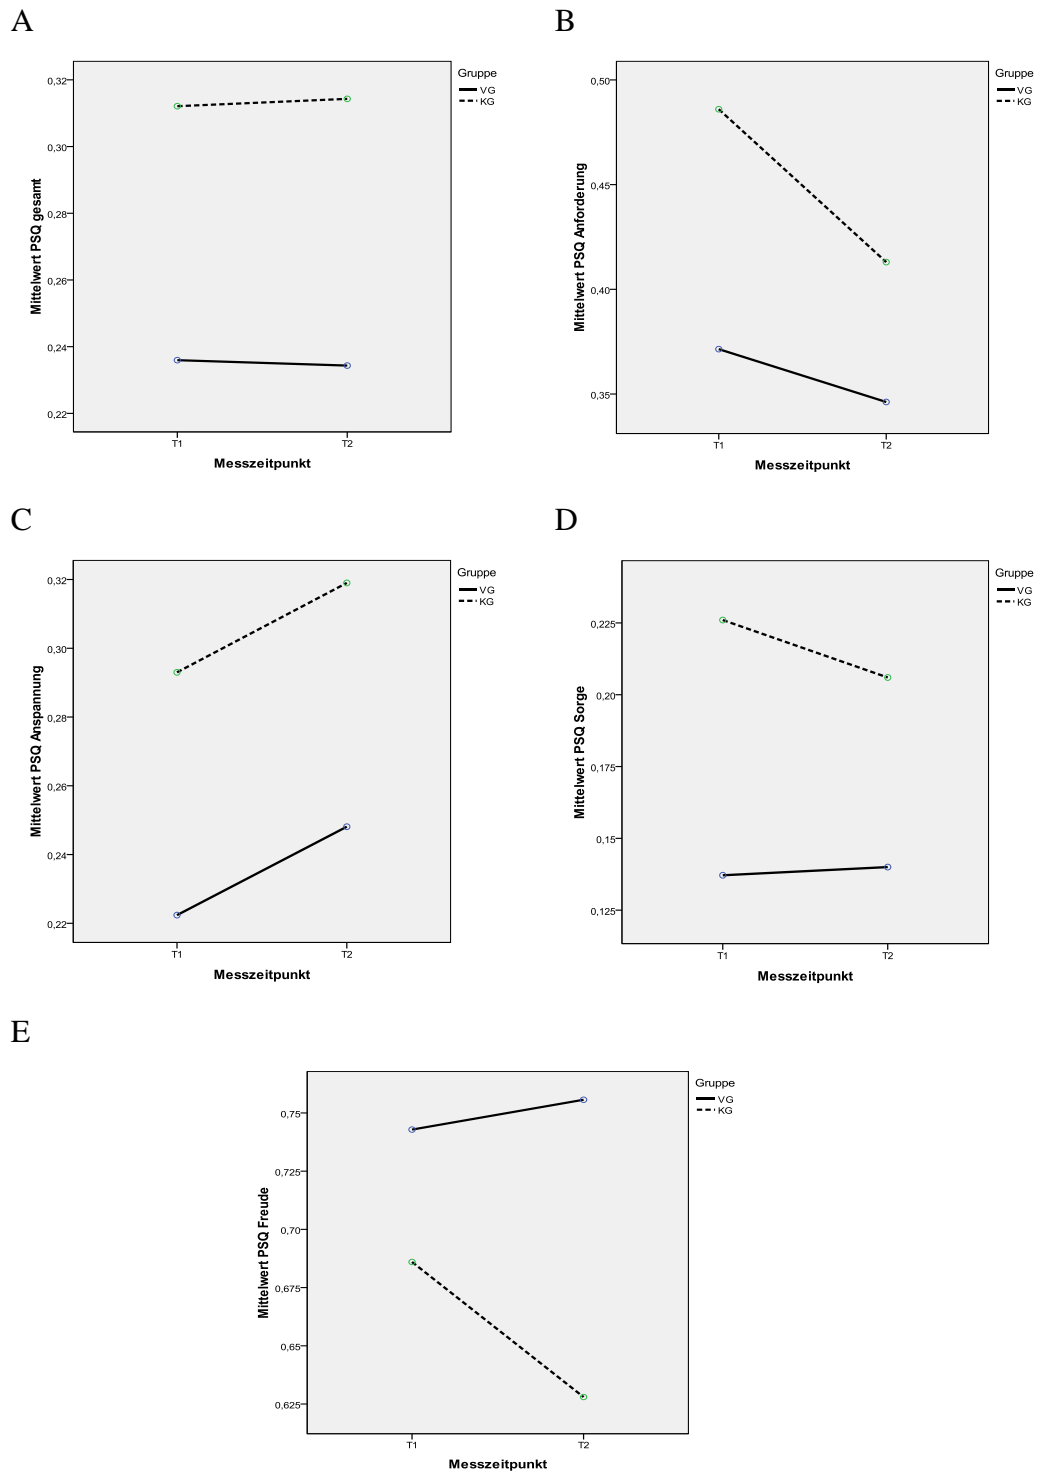 A
Gruppe
VG
KG
0,32
0,30
0,28
0,26
0,24
0,22
Mittelwert PSQ gesamt
T1 T2
Messzeitpunkt
B
Gruppe
VG
KG
0,50
0,45
0,40
0,35
Mittelwert PSQ Anforderung
T1 T2
Messzeitpunkt
C
Gruppe
VG
KG
0,32
0,30
0,28
0,26
0,24
0,22
Mittelwert PSQ Anspannung
T1 T2
Messzeitpunkt
D
Gruppe
VG
KG
0,225
0,20
0,175
0,15
0,125
Mittelwert PSQ Sorge
T1 T2
Messzeitpunkt
E
Gruppe
VG
KG
0,75
0,725
0,70
0,675
0,65
0,625
Mittelwert PSQ Freude
T1 T2
Messzeitpunkt